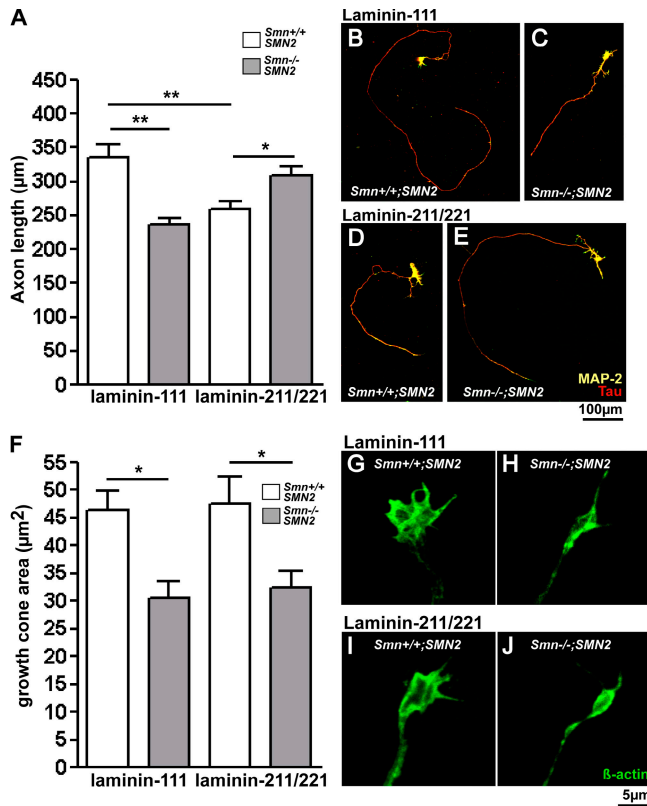 A
Smn+/+
SMN2
Smn-/-
SMN2
Axon length (µm)
450
400
350
300
250
200
150
100
50
0
**
**
*
laminin-111
laminin-211/221
Laminin-111
B
Smn+/+;SMN2
C
Smn-/-;SMN2
Laminin-211/221
D
Smn+/+;SMN2
E
Smn-/-;SMN2
MAP-2
Tau
100µm
F
Smn+/+
SMN2
Smn-/-
SMN2
growth cone area (µm²)
55
50
45
40
35
30
25
20
15
10
5
0
*
*
laminin-111
laminin-211/221
Laminin-111
G
Smn+/+;SMN2
H
Smn-/-;SMN2
Laminin-211/221
I
Smn+/+;SMN2
J
Smn-/-;SMN2
ß-actin
5µm